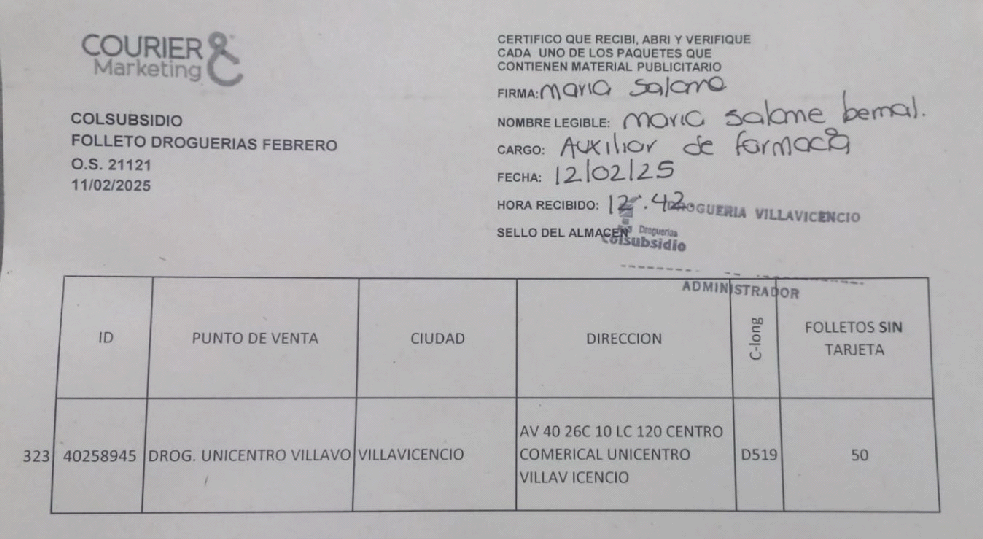 COURIER &
Marketing
COLSUBSIDIO
FOLLETO DROGUERIAS FEBRERO
O.S. 21121
11/02/2025
CERTIFICO QUE RECIBI, ABRI Y VERIFIQUE
CADA UNO DE LOS PAQUETES QUE
CONTIENEN MATERIAL PUBLICITARIO
FIRMA: maria Salome
NOMBRE LEGIBLE: maria salome bernal.
CARGO: Auxiliar de farmacia
FECHA: 12/02/25
HORA RECIBIDO: 12:42
DROGUERIA VILLAVICENCIO
SELLO DEL ALMACEN
Droguerías
Colsubsidio
ADMINISTRADOR
ID PUNTO DE VENTA CIUDAD DIRECCION C-long FOLLETOS SIN
TARJETA
323 40258945 DROG. UNICENTRO VILLAVO VILLAVICENCIO AV 40 26C 10 LC 120 CENTRO
COMERICAL UNICENTRO
VILLAV ICENCIO
D519 50